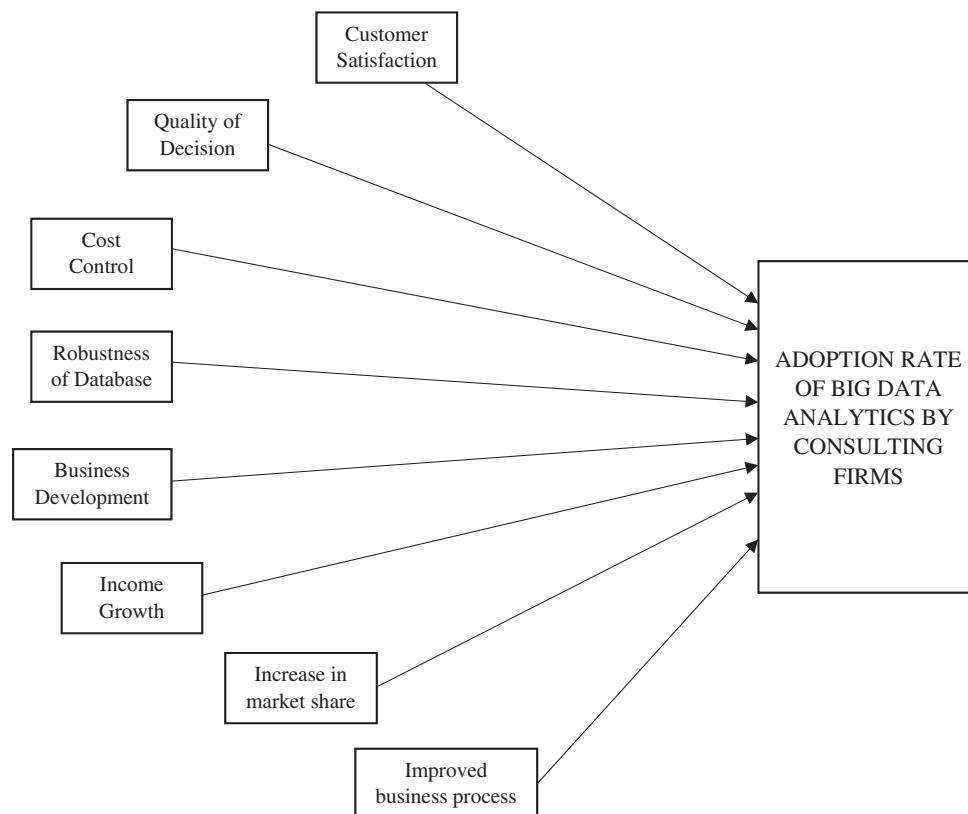 Customer
Satisfaction
Quality of
Decision
Cost
Control
Robustness
of Database
Business
Development
Income
Growth
Increase in
market share
Improved
business process
ADOPTION RATE
OF BIG DATA
ANALYTICS BY
CONSULTING
FIRMS